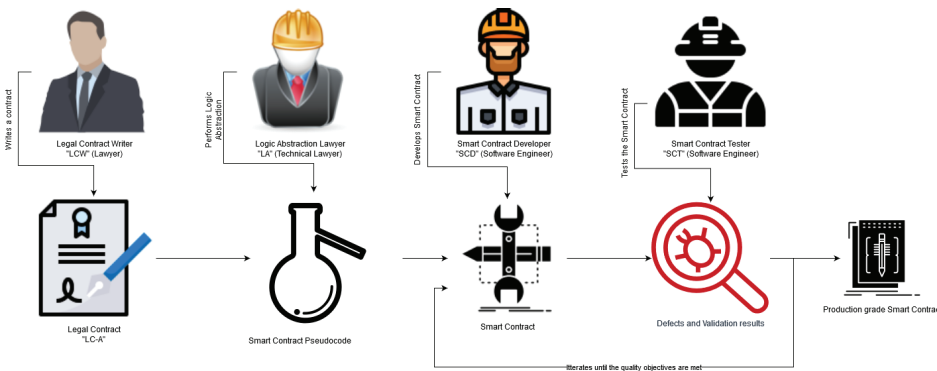 Writes a contract
Legal Contract Writer
"LCW" (Lawyer)
Performs Logic
Abstraction
Logic Abstraction Lawyer
"LA" (Technical Lawyer)
Develops Smart Contract
Smart Contract Developer
"SCD" (Software Engineer)
Tests the Smart Contract
Smart Contract Tester
"SCT" (Software Engineer)
Legal Contract
"LC-A"
Smart Contract Pseudocode
Smart Contract
Defects and Validation results
Production grade Smart Contrac
Itterates until the quality objectives are met